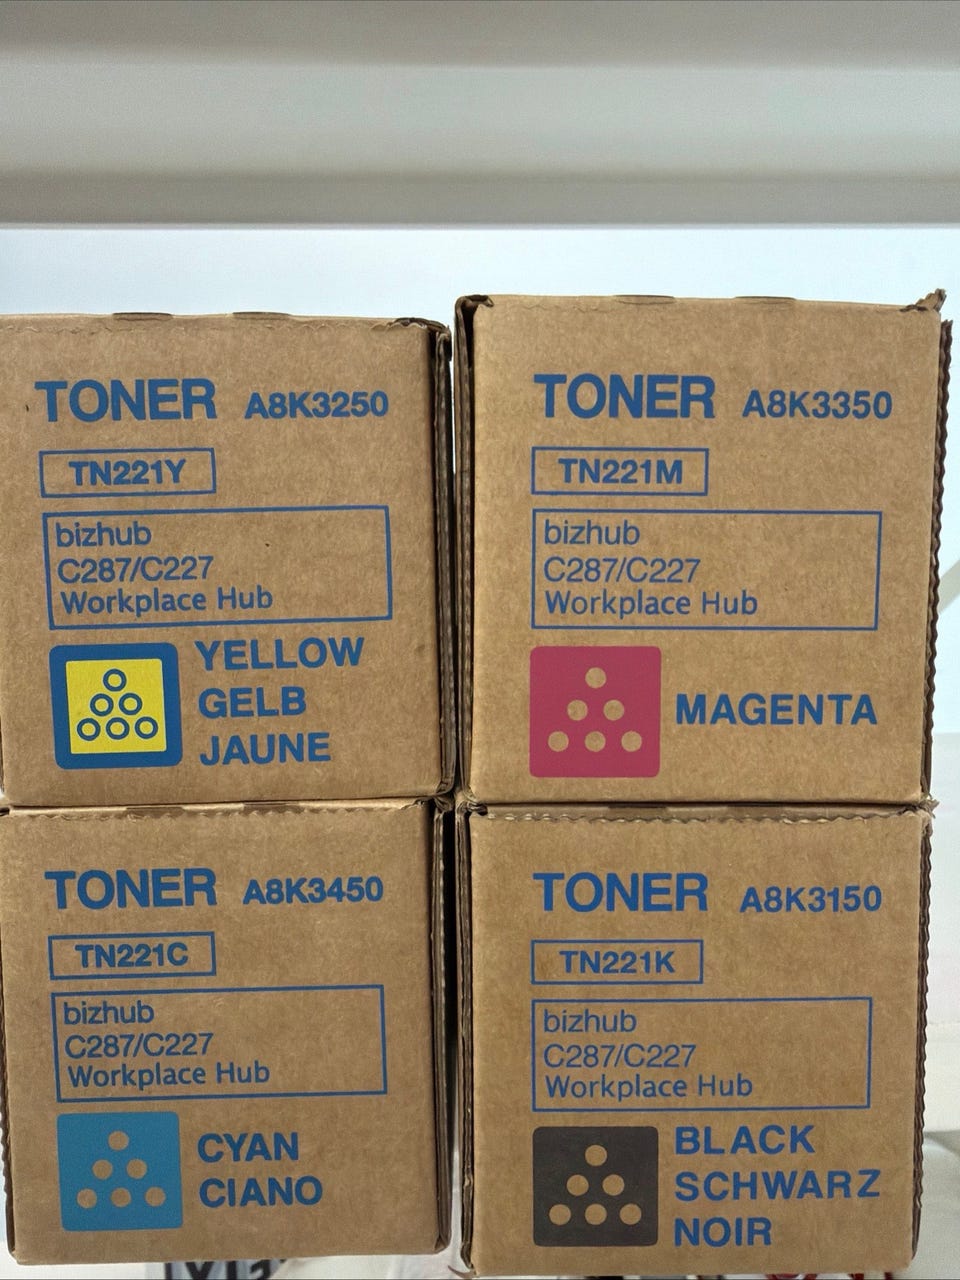 TONER A8K3250
TN221Y
bizhub
C287/C227
Workplace Hub
YELLOW
GELB
JAUNE
TONER A8K3350
TN221M
bizhub
C287/C227
Workplace Hub
MAGENTA
TONER A8K3450
TN221C
bizhub
C287/C227
Workplace Hub
CYAN
CIANO
TONER A8K3150
TN221K
bizhub
C287/C227
Workplace Hub
BLACK
SCHWARZ
NOIR